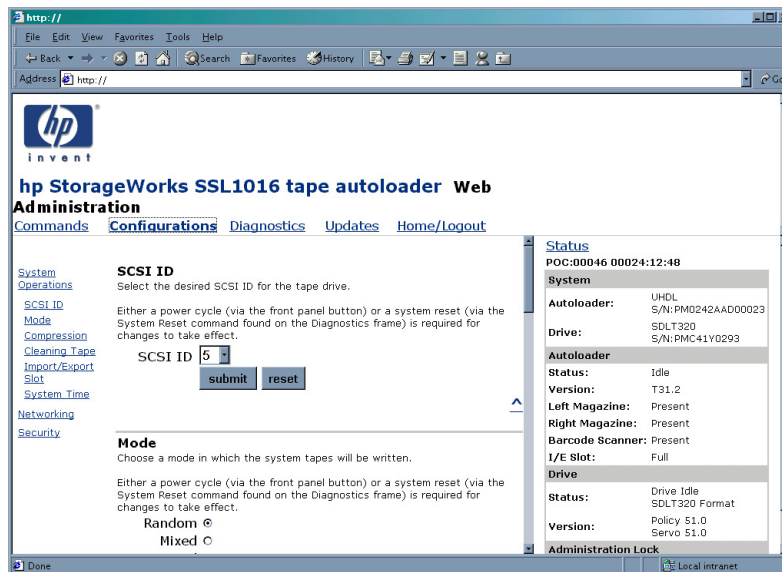 http://
File Edit View Favorites Tools Help
Back Search Favorites History
Address http://
Go
hp
invent
hp StorageWorks SSL1016 tape autoloader Web
Administration
Commands Configurations Diagnostics Updates Home/Logout
System
Operations
SCSI ID
Mode
Compression
Cleaning Tape
Import/Export
Slot
System Time
Networking
Security
SCSI ID
Select the desired SCSI ID for the tape drive.
Either a power cycle (via the front panel button) or a system reset (via the
System Reset command found on the Diagnostics frame) is required for
changes to take effect.
SCSI ID 5
submit reset
^
Mode
Choose a mode in which the system tapes will be written.
Either a power cycle (via the front panel button) or a system reset (via the
System Reset command found on the Diagnostics frame) is required for
changes to take effect.
Random
Mixed
Status
POC:00046 00024:12:48
System
Autoloader: UHDL
S/N:PM0242AAD00023
Drive: SDLT320
S/N:PMC41Y0293
Autoloader
Status: Idle
Version: T31.2
Left Magazine: Present
Right Magazine: Present
Barcode Scanner: Present
I/E Slot: Full
Drive
Status: Drive Idle
SDLT320 Format
Version: Policy 51.0
Servo 51.0
Administration Lock
Done Local intranet